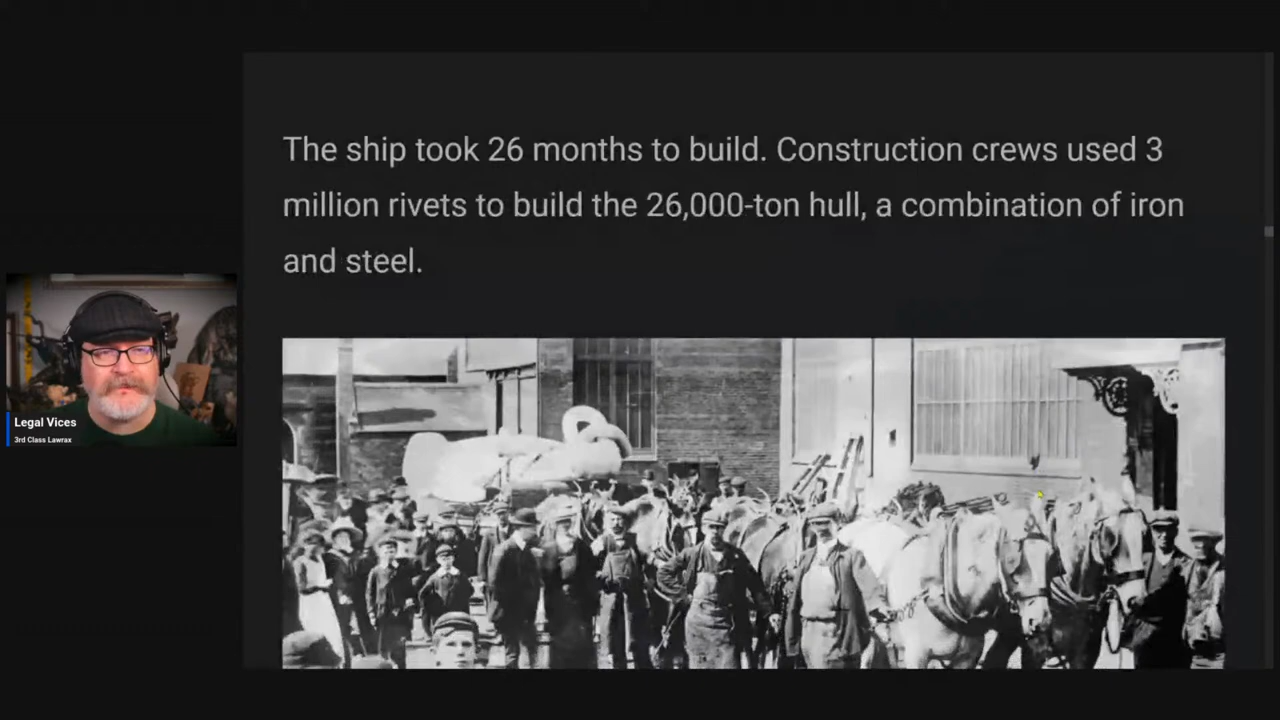 The ship took 26 months to build. Construction crews used 3
million rivets to build the 26,000-ton hull, a combination of iron
and steel.
Legal Vices
3rd Class Lawrax